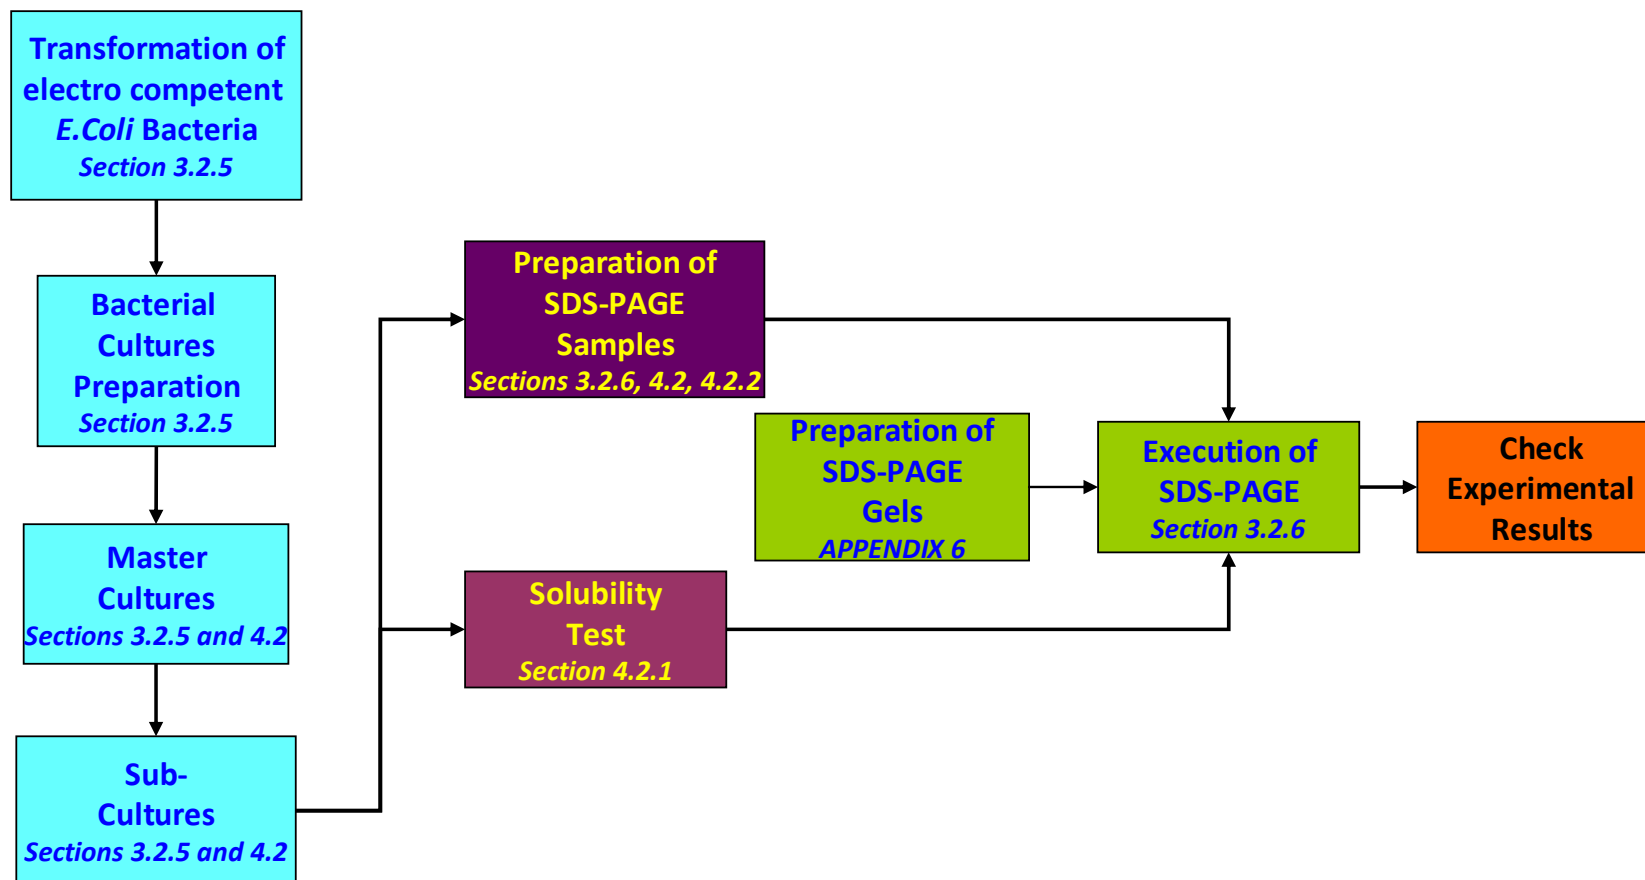 Transformation of
electro competent
E.Coli Bacteria
Section 3.2.5
Bacterial
Cultures
Preparation
Section 3.2.5
Master
Cultures
Sections 3.2.5 and 4.2
Sub-
Cultures
Sections 3.2.5 and 4.2
Preparation of
SDS-PAGE
Samples
Sections 3.2.6, 4.2, 4.2.2
Solubility
Test
Section 4.2.1
Preparation of
SDS-PAGE
Gels
APPENDIX 6
Execution of
SDS-PAGE
Section 3.2.6
Check
Experimental
Results